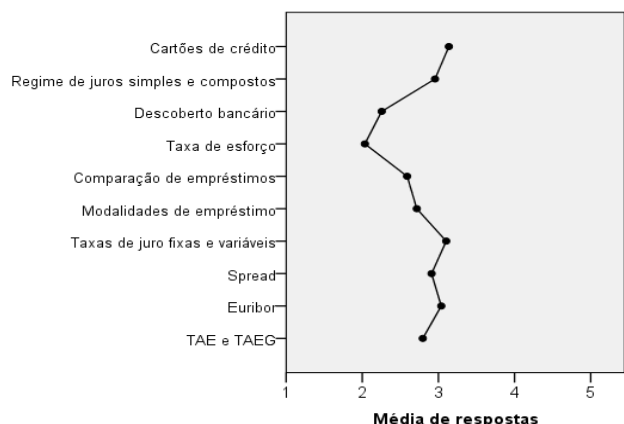 Cartões de crédito
Regime de juros simples e compostos
Descoberto bancário
Taxa de esforço
Comparação de empréstimos
Modalidades de empréstimo
Taxas de juro fixas e variáveis
Spread
Euribor
TAE e TAEG
1 2 3 4 5
Média de respostas